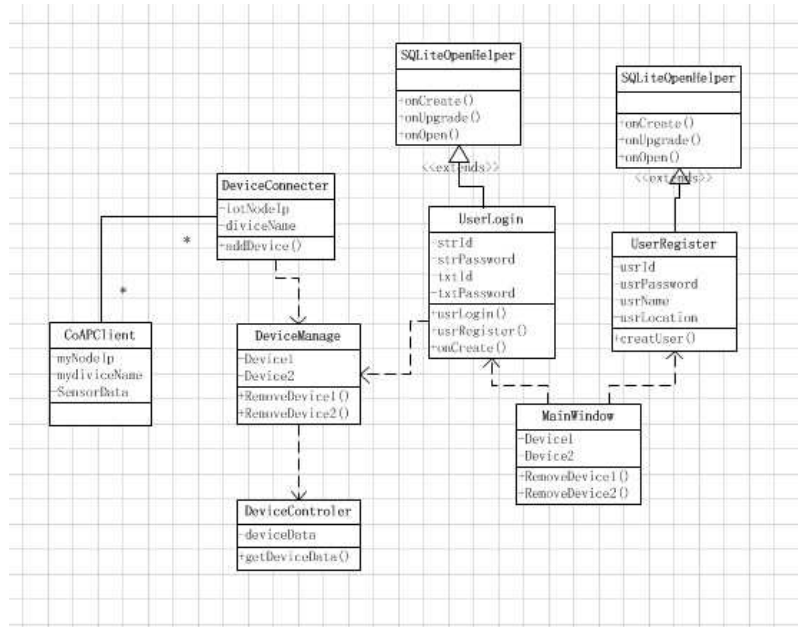 SQLiteOpenHelper
+onCreate()
+onUpgrade()
+onOpen()
<<extends>>
SQLiteOpenHelper
+onCreate()
+onUpgrade()
+onOpen()
<<extends>>
DeviceConnecter
-iotNodeIp
-diviceName
+addDevice()
*
*
UserLogin
-strId
-strPassword
-txtId
-txtPassword
+usrLogin()
+usrRegister()
+onCreate()
UserRegister
-usrId
-usrPassword
-usrName
-usrLocation
+creatUser()
CoAPClient
-myNodeIp
-mydiviceName
-SensorData
DeviceManage
-Device1
-Device2
+RemoveDevice1()
+RemoveDevice2()
MainWindow
-Device1
-Device2
-RemoveDevice1()
-RemoveDevice2()
DeviceControler
-deviceData
+getDeviceData()